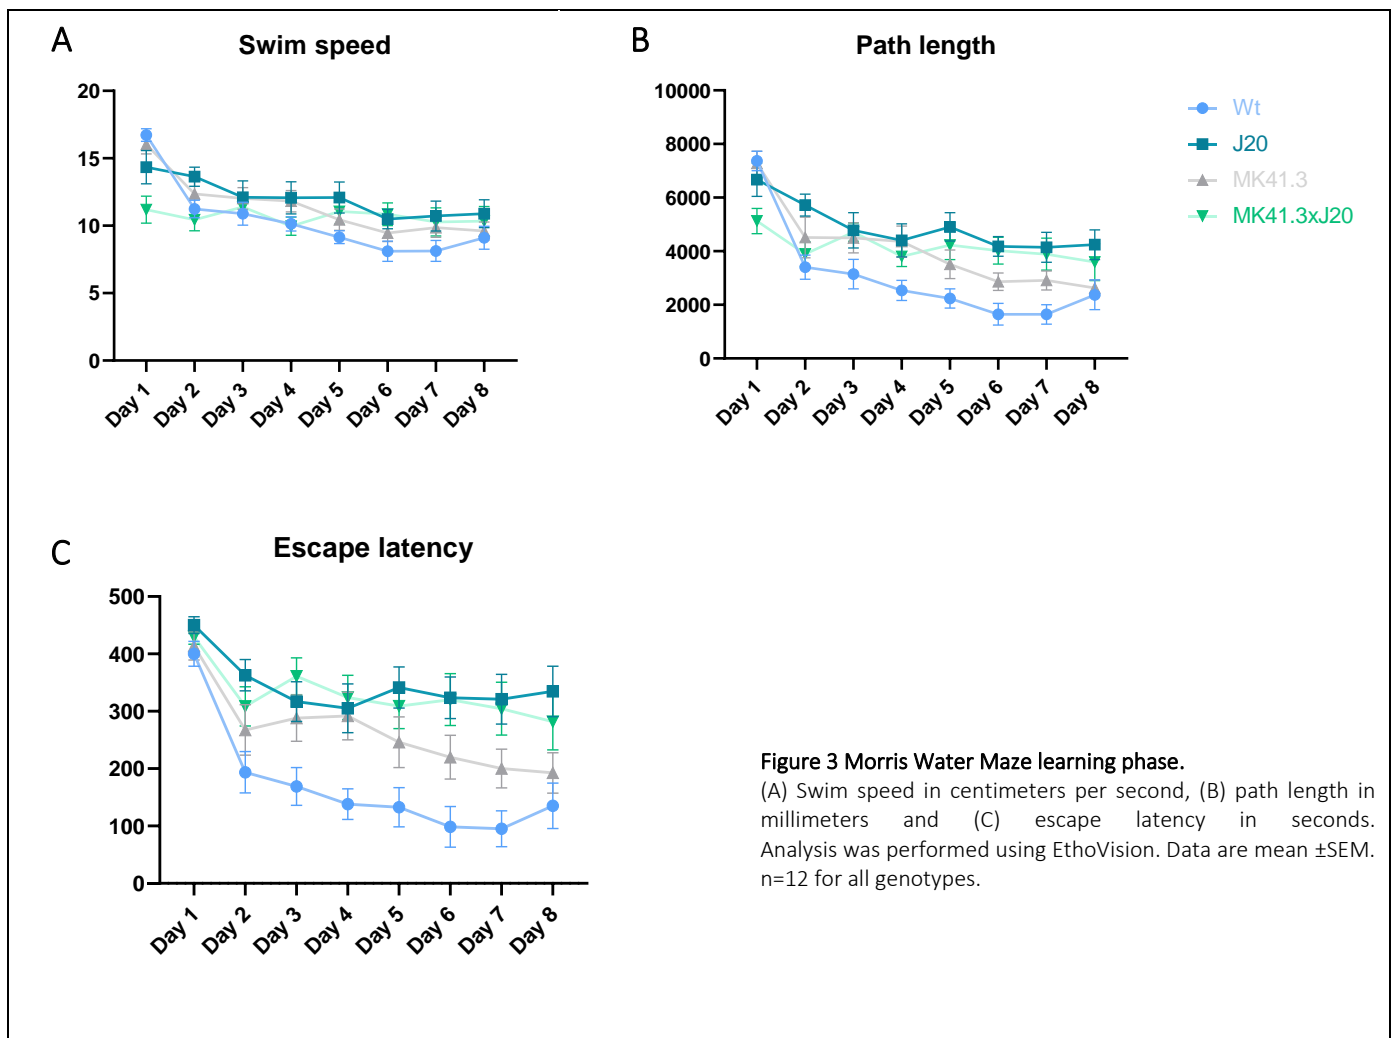 A
Swim speed
20
15
10
5
0
Day 1
Day 2
Day 3
Day 4
Day 5
Day 6
Day 7
Day 8
B
Path length
10000
8000
6000
4000
2000
0
Day 1
Day 2
Day 3
Day 4
Day 5
Day 6
Day 7
Day 8
Wt
J20
MK41.3
MK41.3xJ20
C
Escape latency
500
400
300
200
100
0
Day 1
Day 2
Day 3
Day 4
Day 5
Day 6
Day 7
Day 8
Figure 3 Morris Water Maze learning phase.
(A) Swim speed in centimeters per second, (B) path length in
millimeters and (C) escape latency in seconds.
Analysis was performed using EthoVision. Data are mean ±SEM.
n=12 for all genotypes.